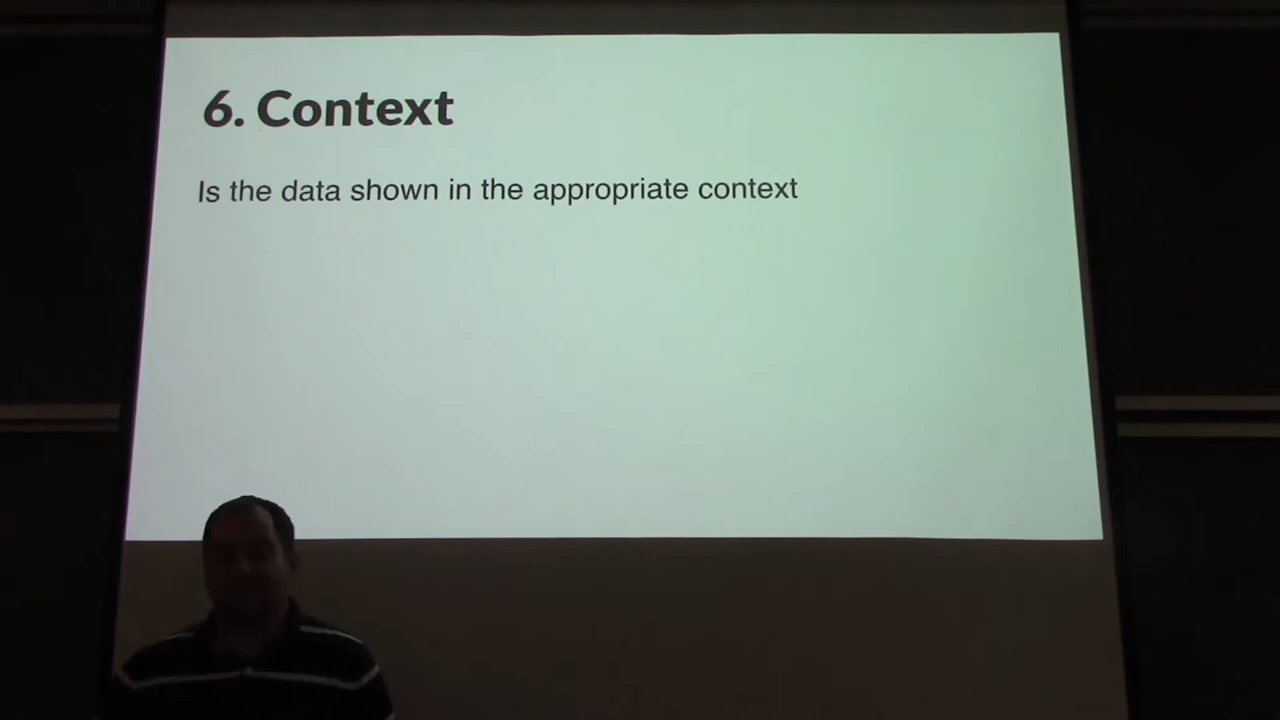 6. Context
Is the data shown in the appropriate context